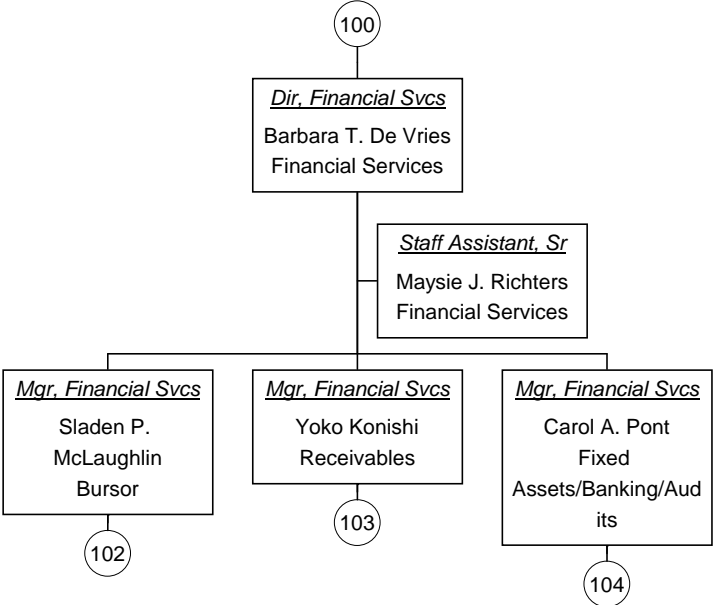 100
Dir, Financial Svcs
Barbara T. De Vries
Financial Services
Staff Assistant, Sr
Maysie J. Richters
Financial Services
Mgr, Financial Svcs
Sladen P.
McLaughlin
Bursor
102
Mgr, Financial Svcs
Yoko Konishi
Receivables
103
Mgr, Financial Svcs
Carol A. Pont
Fixed
Assets/Banking/Aud
its
104